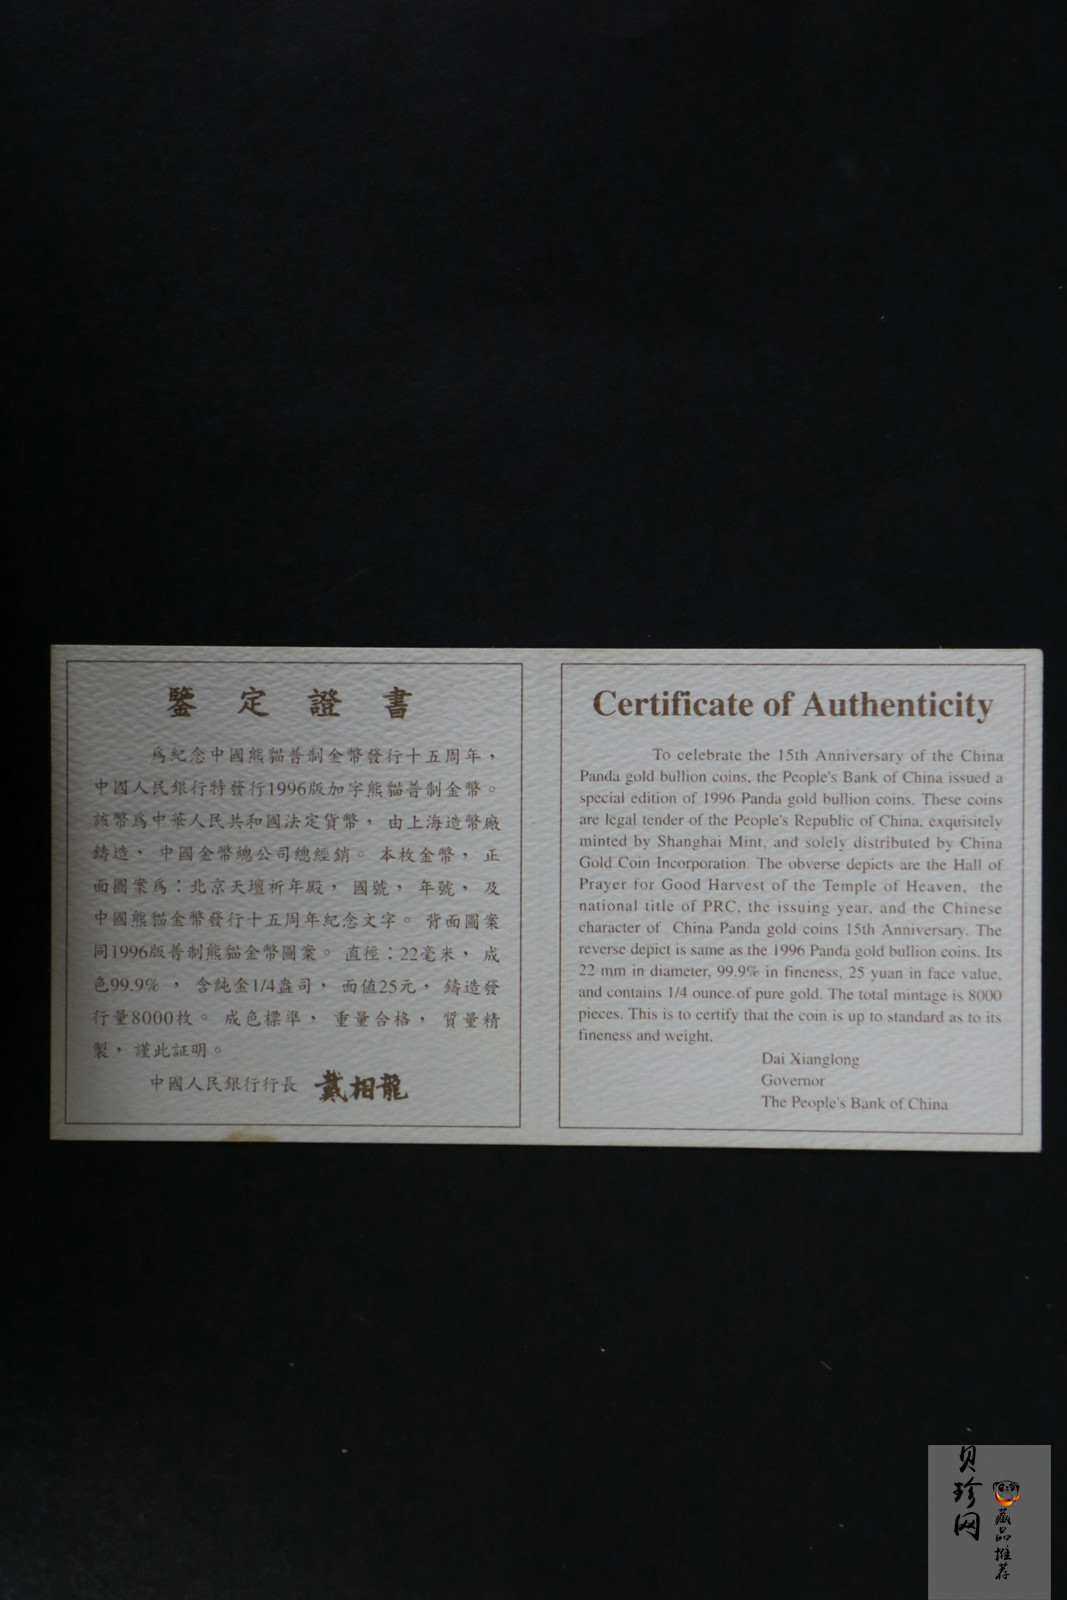 鑒定證書
爲紀念中國熊貓普制金幣發行十五周年，
中國人民銀行特發行1996版加字熊貓普制金幣。
該幣爲中華人民共和國法定貨幣，由上海造幣廠
鑄造，中國金幣總公司總經銷。本枚金幣，正
面圖案爲：北京天壇祈年殿，國號，年號，及
中國熊貓金幣發行十五周年紀念文字。背面圖案
同1996版普制熊貓金幣圖案。直徑：22毫米，成
色99.9%，含純金1/4盎司，面值25元，鑄造發
行量8000枚。成色標準，重量合格，質量精
製，謹此証明。
中國人民銀行行長 戴相龍
Certificate of Authenticity
To celebrate the 15th Anniversary of the China
Panda gold bullion coins, the People's Bank of China issued a
special edition of 1996 Panda gold bullion coins. These coins
are legal tender of the People's Republic of China, exquisitely
minted by Shanghai Mint, and solely distributed by China
Gold Coin Incorporation. The obverse depicts are the Hall of
Prayer for Good Harvest of the Temple of Heaven, the
national title of PRC, the issuing year, and the Chinese
character of China Panda gold coins 15th Anniversary. The
reverse depict is same as the 1996 Panda gold bullion coins. Its
22 mm in diameter, 99.9% in fineness, 25 yuan in face value,
and contains 1/4 ounce of pure gold. The total mintage is 8000
pieces. This is to certify that the coin is up to standard as to its
fineness and weight.
Dai Xianglong
Governor
The People's Bank of China
贝珍网
藏品推荐